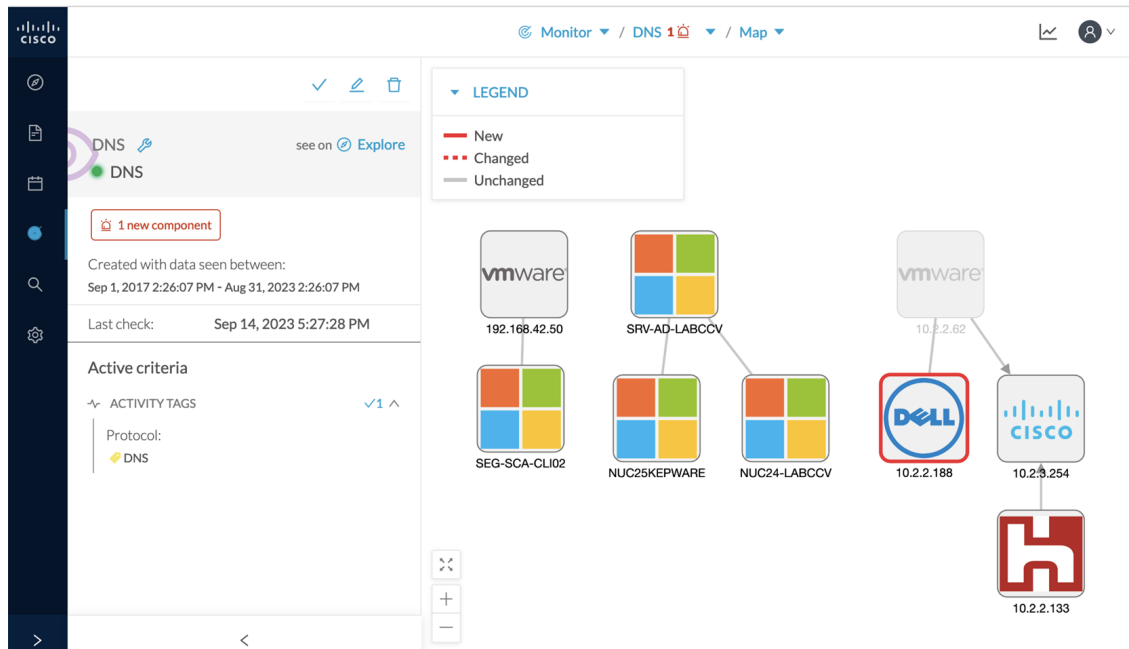 CISCO
Monitor / DNS 1 / Map
LEGEND
New
Changed
Unchanged
DNS see on Explore
DNS
1 new component
Created with data seen between:
Sep 1, 2017 2:26:07 PM - Aug 31, 2023 2:26:07 PM
Last check: Sep 14, 2023 5:27:28 PM
Active criteria
ACTIVITY TAGS 1
Protocol:
DNS
vmware
192.168.42.50
SRV-AD-LABCCV
vmware
10.2.2.62
SEG-SCA-CLI02
NUC25KEPWARE
NUC24-LABCCV
DELL
10.2.2.188
CISCO
10.2.3.254
h
10.2.2.133